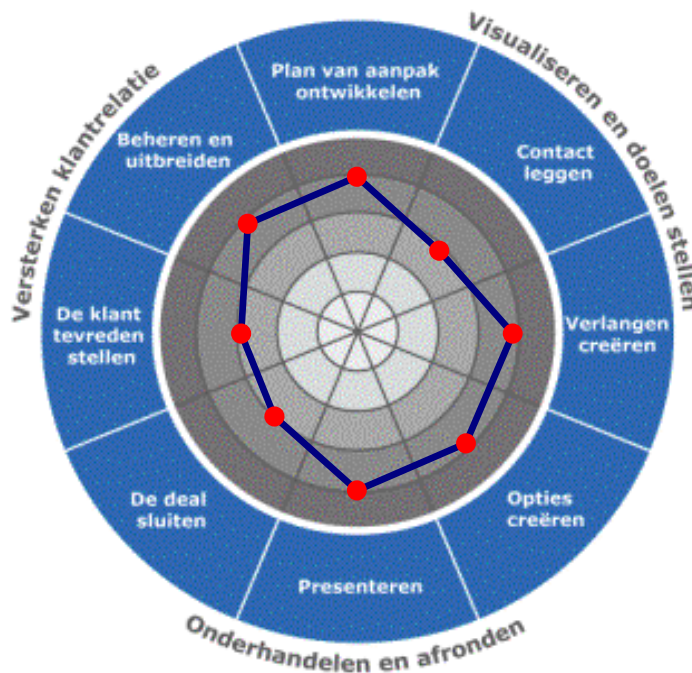 Visualiseren en doelen stellen
Versterken klantrelatie
Plan van aanpak
ontwikkelen
Contact
leggen
Verlangen
creëren
Opties
creëren
Presenteren
De deal
sluiten
De klant
tevreden
stellen
Beheren en
uitbreiden
Onderhandelen en afronden